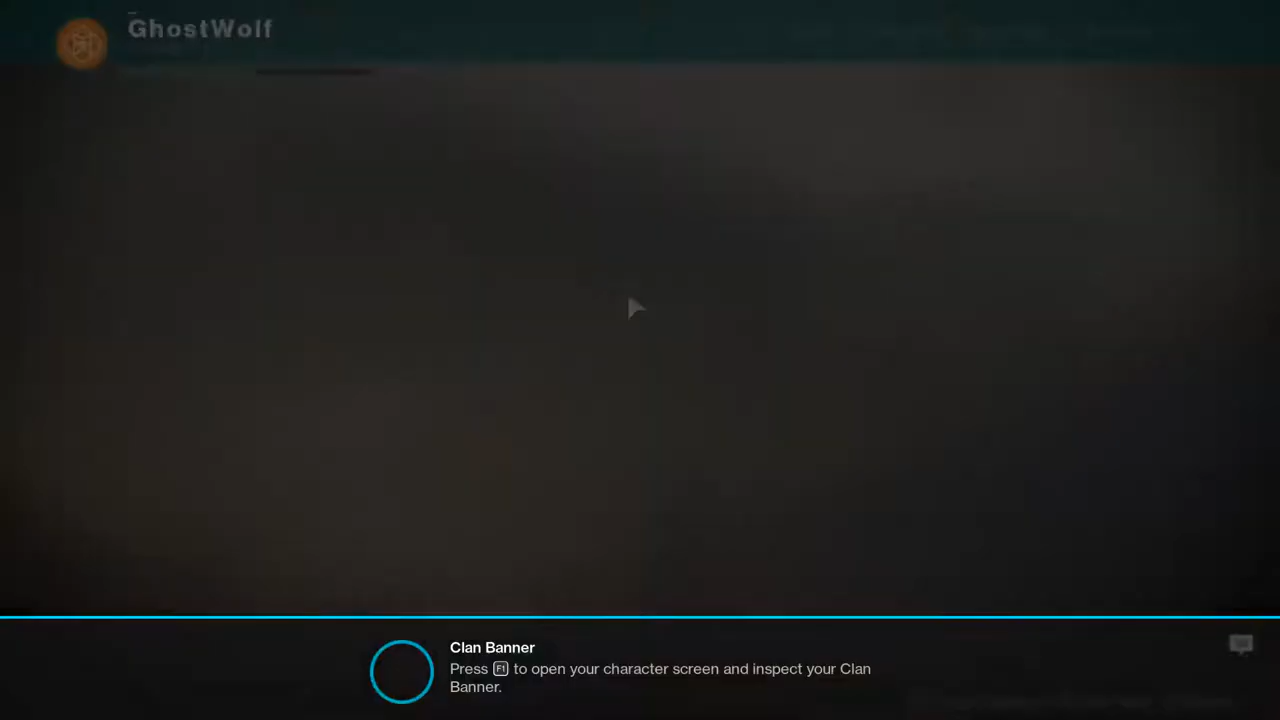 GhostWolf
Clan Banner
Press F1 to open your character screen and inspect your Clan
Banner.